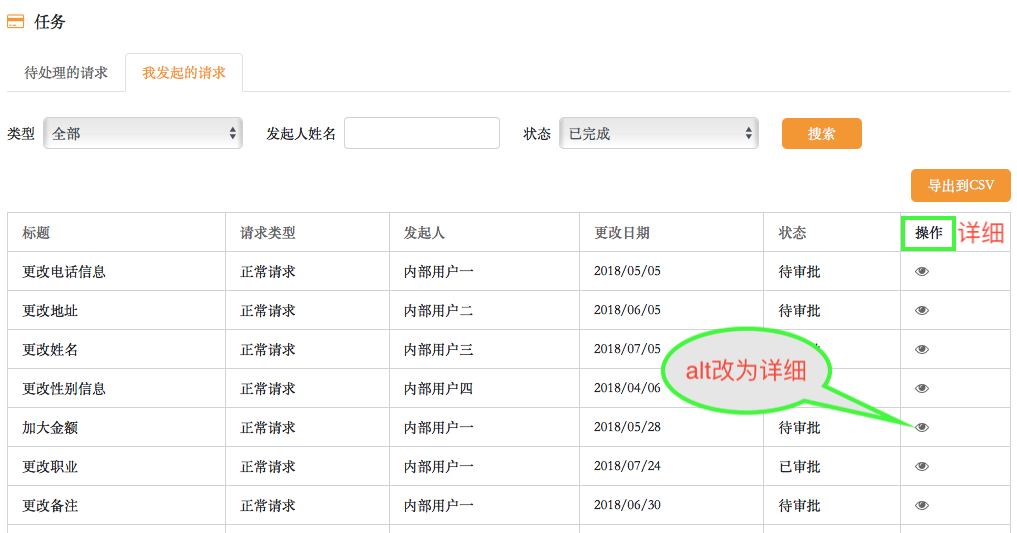 任务
待处理的请求 我发起的请求
类型 全部 发起人姓名 状态 已完成 搜索
导出到CSV
标题 请求类型 发起人 更改日期 状态 操作 详细
更改电话信息 正常请求 内部用户一 2018/05/05 待审批
更改地址 正常请求 内部用户二 2018/06/05 待审批
更改姓名 正常请求 内部用户三 2018/07/05 批
alt改为详细
更改性别信息 正常请求 内部用户四 2018/04/06
加大金额 正常请求 内部用户一 2018/05/28 待审批
更改职业 正常请求 内部用户一 2018/07/24 已审批
更改备注 正常请求 内部用户一 2018/06/30 待审批